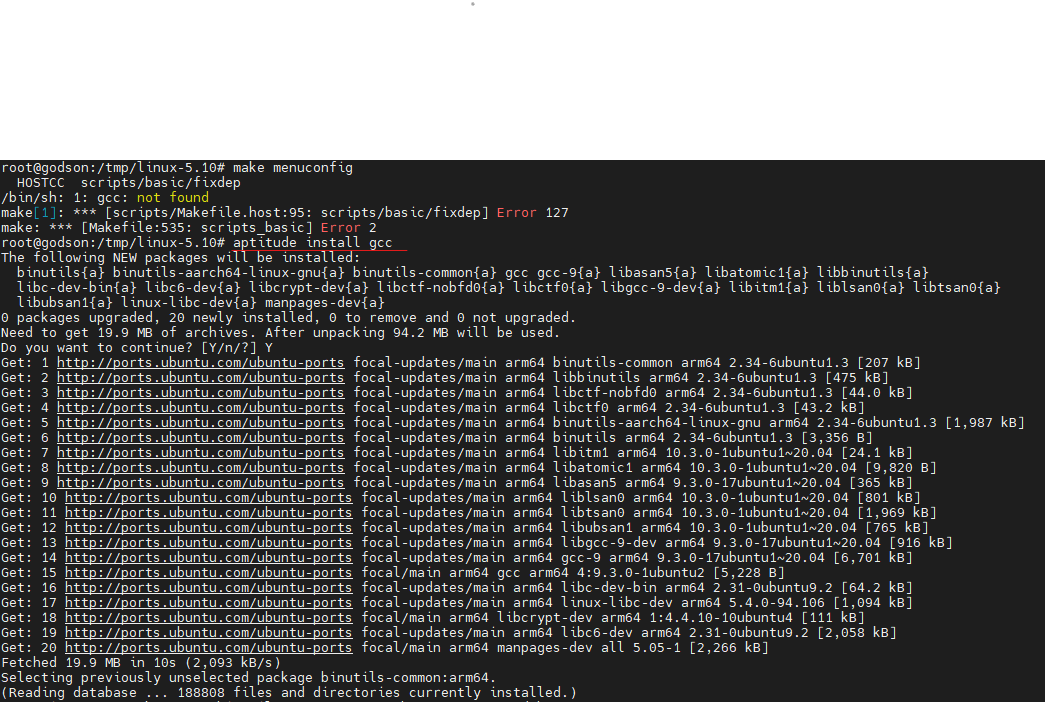 root@godson:/tmp/linux-5.10# make menuconfig
  HOSTCC  scripts/basic/fixdep
/bin/sh: 1: gcc: not found
make[1]: *** [scripts/Makefile.host:95: scripts/basic/fixdep] Error 127
make: *** [Makefile:535: scripts_basic] Error 2
root@godson:/tmp/linux-5.10# aptitude install gcc
The following NEW packages will be installed:
  binutils{a} binutils-aarch64-linux-gnu{a} binutils-common{a} gcc gcc-9{a} libasan5{a} libatomic1{a} libbinutils{a}
  libc-dev-bin{a} libc6-dev{a} libcrypt-dev{a} libctf-nobfd0{a} libctf0{a} libgcc-9-dev{a} libitm1{a} liblsan0{a} libtsan0{a}
  libubsan1{a} linux-libc-dev{a} manpages-dev{a}
0 packages upgraded, 20 newly installed, 0 to remove and 0 not upgraded.
Need to get 19.9 MB of archives. After unpacking 94.2 MB will be used.
Do you want to continue? [Y/n/?] Y
Get: 1 http://ports.ubuntu.com/ubuntu-ports focal-updates/main arm64 binutils-common arm64 2.34-6ubuntu1.3 [207 kB]
Get: 2 http://ports.ubuntu.com/ubuntu-ports focal-updates/main arm64 libbinutils arm64 2.34-6ubuntu1.3 [475 kB]
Get: 3 http://ports.ubuntu.com/ubuntu-ports focal-updates/main arm64 libctf-nobfd0 arm64 2.34-6ubuntu1.3 [44.0 kB]
Get: 4 http://ports.ubuntu.com/ubuntu-ports focal-updates/main arm64 libctf0 arm64 2.34-6ubuntu1.3 [43.2 kB]
Get: 5 http://ports.ubuntu.com/ubuntu-ports focal-updates/main arm64 binutils-aarch64-linux-gnu arm64 2.34-6ubuntu1.3 [1,987 kB]
Get: 6 http://ports.ubuntu.com/ubuntu-ports focal-updates/main arm64 binutils arm64 2.34-6ubuntu1.3 [3,356 B]
Get: 7 http://ports.ubuntu.com/ubuntu-ports focal-updates/main arm64 libitm1 arm64 10.3.0-1ubuntu1~20.04 [24.1 kB]
Get: 8 http://ports.ubuntu.com/ubuntu-ports focal-updates/main arm64 libatomic1 arm64 10.3.0-1ubuntu1~20.04 [9,820 B]
Get: 9 http://ports.ubuntu.com/ubuntu-ports focal-updates/main arm64 libasan5 arm64 9.3.0-17ubuntu1~20.04 [365 kB]
Get: 10 http://ports.ubuntu.com/ubuntu-ports focal-updates/main arm64 liblsan0 arm64 10.3.0-1ubuntu1~20.04 [801 kB]
Get: 11 http://ports.ubuntu.com/ubuntu-ports focal-updates/main arm64 libtsan0 arm64 10.3.0-1ubuntu1~20.04 [1,969 kB]
Get: 12 http://ports.ubuntu.com/ubuntu-ports focal-updates/main arm64 libubsan1 arm64 10.3.0-1ubuntu1~20.04 [765 kB]
Get: 13 http://ports.ubuntu.com/ubuntu-ports focal-updates/main arm64 libgcc-9-dev arm64 9.3.0-17ubuntu1~20.04 [916 kB]
Get: 14 http://ports.ubuntu.com/ubuntu-ports focal-updates/main arm64 gcc-9 arm64 9.3.0-17ubuntu1~20.04 [6,701 kB]
Get: 15 http://ports.ubuntu.com/ubuntu-ports focal/main arm64 gcc arm64 4:9.3.0-1ubuntu2 [5,228 B]
Get: 16 http://ports.ubuntu.com/ubuntu-ports focal-updates/main arm64 libc-dev-bin arm64 2.31-0ubuntu9.2 [64.2 kB]
Get: 17 http://ports.ubuntu.com/ubuntu-ports focal-updates/main arm64 linux-libc-dev arm64 5.4.0-94.106 [1,094 kB]
Get: 18 http://ports.ubuntu.com/ubuntu-ports focal/main arm64 libcrypt-dev arm64 1:4.4.10-10ubuntu4 [111 kB]
Get: 19 http://ports.ubuntu.com/ubuntu-ports focal-updates/main arm64 libc6-dev arm64 2.31-0ubuntu9.2 [2,058 kB]
Get: 20 http://ports.ubuntu.com/ubuntu-ports focal/main arm64 manpages-dev all 5.05-1 [2,266 kB]
Fetched 19.9 MB in 10s (2,093 kB/s)
Selecting previously unselected package binutils-common:arm64.
(Reading database ... 188808 files and directories currently installed.)